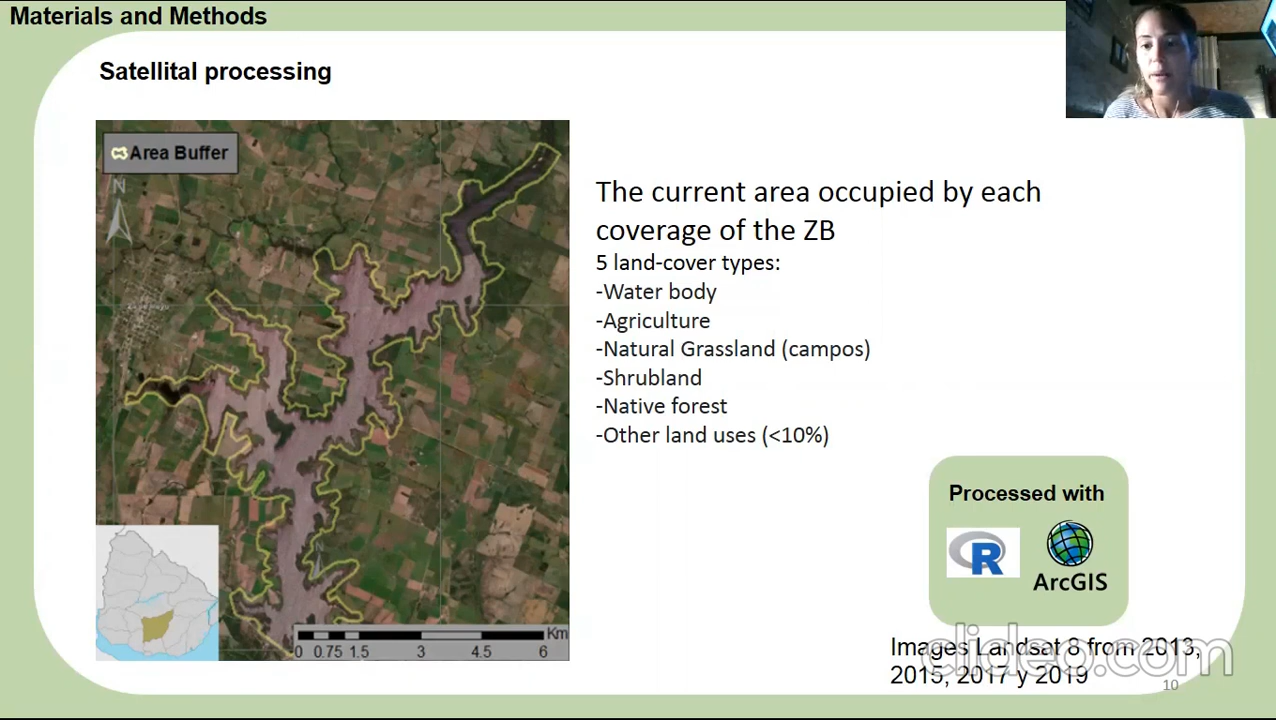 Materials and Methods
Satellital processing
Area Buffer
N
The current area occupied by each
coverage of the ZB
5 land-cover types:
-Water body
-Agriculture
-Natural Grassland (campos)
-Shrubland
-Native forest
-Other land uses (<10%)
Processed with
R
ArcGIS
Km
0 0.75 1.5 3 4.5 6
Images Landsat 8 from 2013,
2015, 2017 y 2019
clideo.com
10